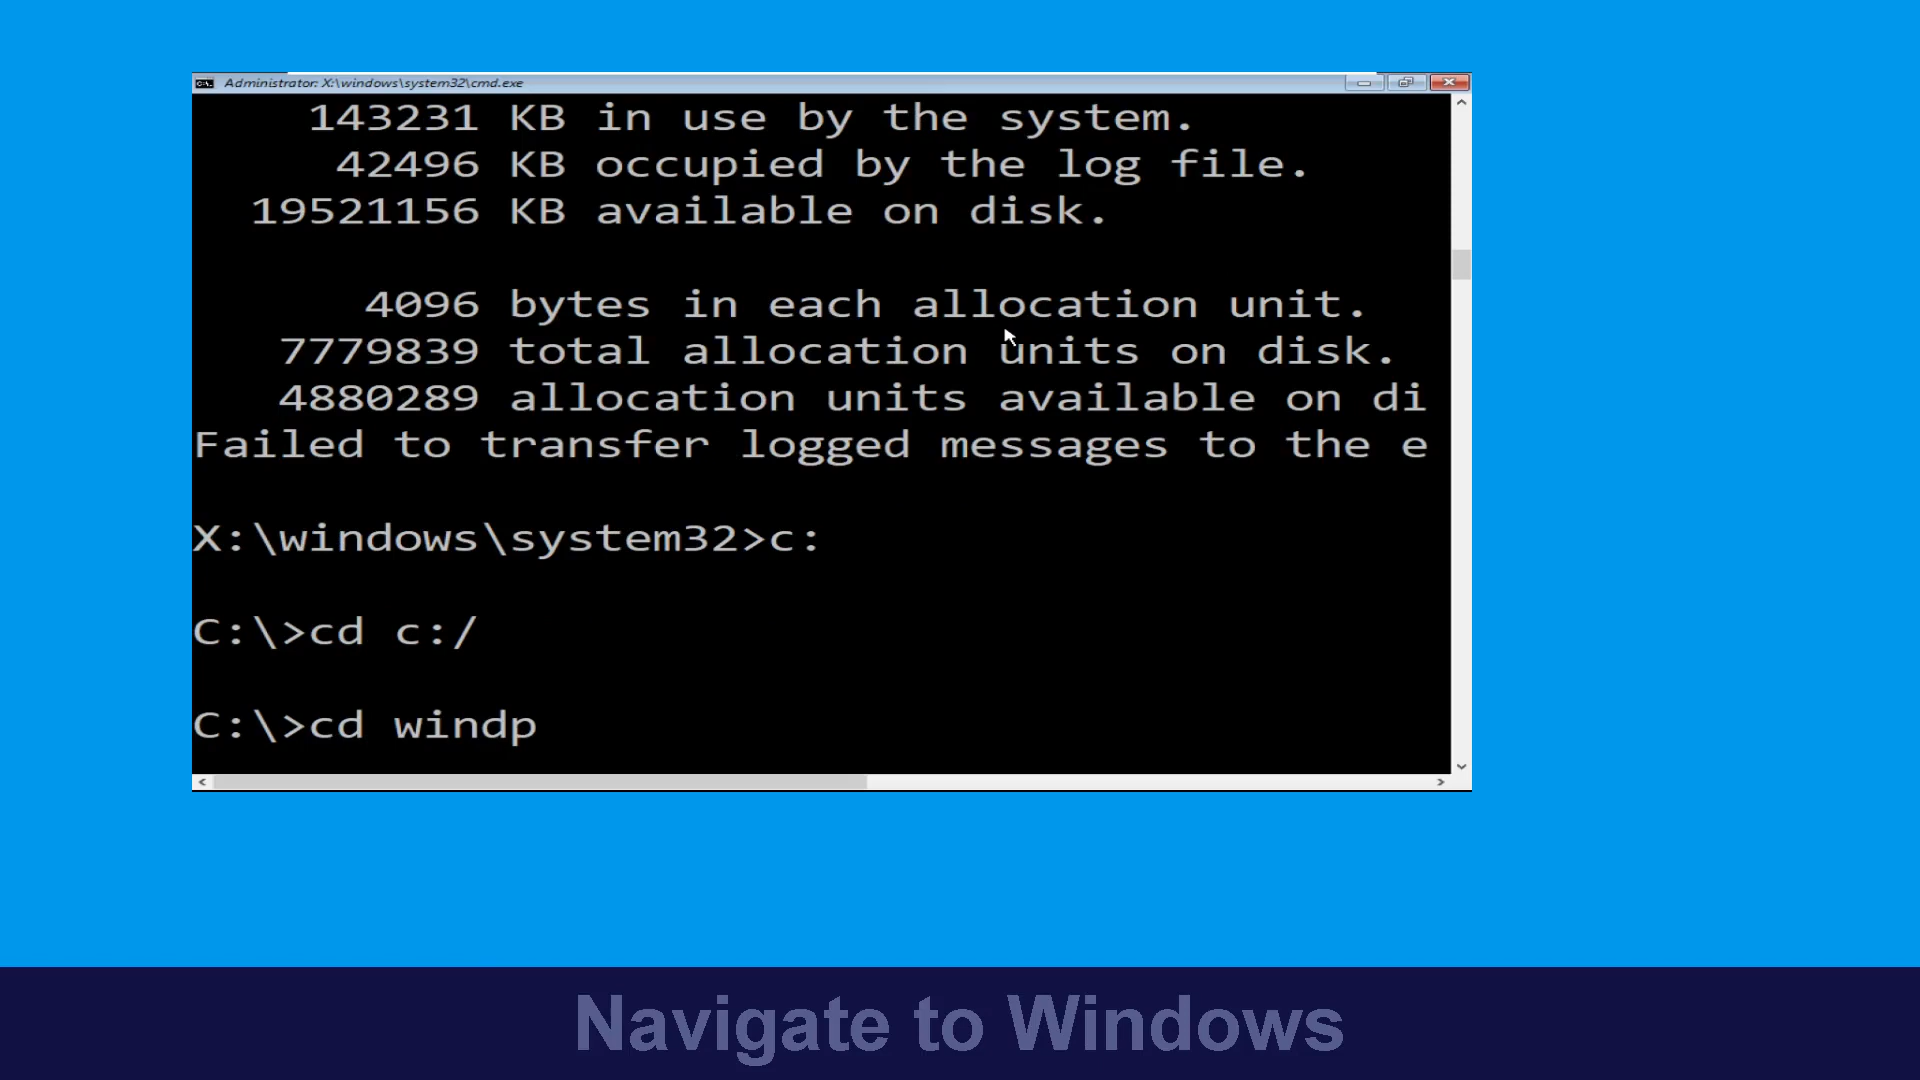 Administrator: X:\windows\system32\cmd.exe
143231 KB in use by the system.
42496 KB occupied by the log file.
19521156 KB available on disk.
4096 bytes in each allocation unit.
7779839 total allocation units on disk.
4880289 allocation units available on di
Failed to transfer logged messages to the e
X:\windows\system32>c:
C:\>cd c:/
C:\>cd windp
Navigate to Windows